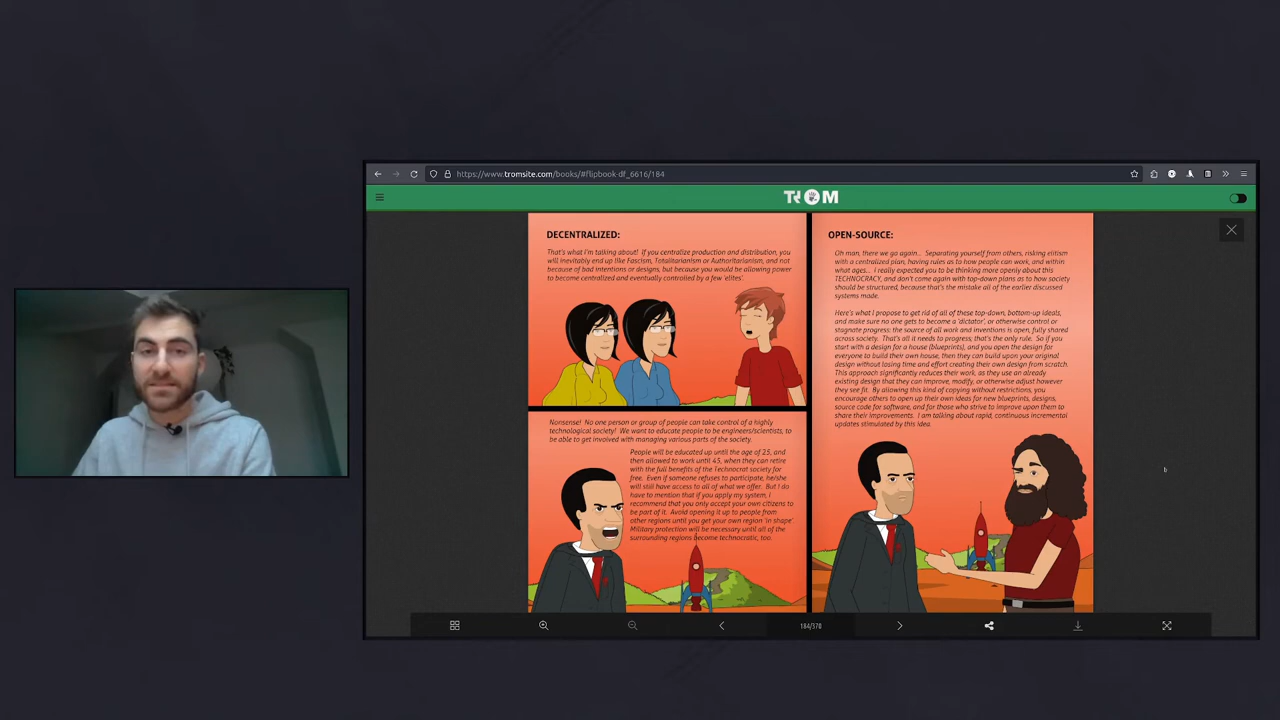 https://www.tromsite.com/books/#flipbook-df_6616/184
TROM
DECENTRALIZED:
That's what I'm talking about! If you centralize production and distribution, you
will inevitably end up like Fascism, Totalitarianism or Authoritarianism, and not
because of bad intentions or designs, but because you would be allowing power
to become centralized and eventually controlled by a few 'elites'.
Nonsense! No one person or group of people can take control of a highly
technological society! We want to educate people to be engineers/scientists, to
be able to get involved with managing various parts of the society.
People will be educated up until the age of 25, and
then allowed to work until 45, when they can retire
with the full benefits of the Technocrat society for
free. Even if someone refuses to participate, he/she
will still have access to all of what we offer. But I do
have to mention that if you apply my system, I
recommend that you only accept your own citizens to
be part of it. Avoid opening it up to people from
other regions until you get your own region 'in shape'.
Military protection will be necessary until all of the
surrounding regions become technocratic, too.
OPEN-SOURCE:
Oh man, there we go again... Separating yourself from others, risking elitism
with a centralized plan, having rules as to how people can work, and within
what ages... I really expected you to be thinking more openly about this
TECHNOCRACY, and don't come again with top-down plans as to how society
should be structured, because that's the mistake all of the earlier discussed
systems made.
Here's what I propose to get rid of all of these top-down, bottom-up ideals,
and make sure no one gets to become a 'dictator', or otherwise control or
stagnate progress; the source of all work and inventions is open, fully shared
across society. That's all it needs to progress; that's the only rule. So if you
start with a design for a house (blueprints), and you open the design for
everyone to build their own house, then they can build upon your original
design without losing time and effort creating their own design from scratch.
This approach significantly reduces their work, as they use an already
existing design that they can improve, modify, or otherwise adjust however
they see fit. By allowing this kind of copying without restrictions, you
encourage others to open up their own ideas for new blueprints, designs,
source code for software, and for those who strive to improve upon them to
share their improvements. I am talking about rapid, continuous incremental
updates stimulated by this idea.
184/370